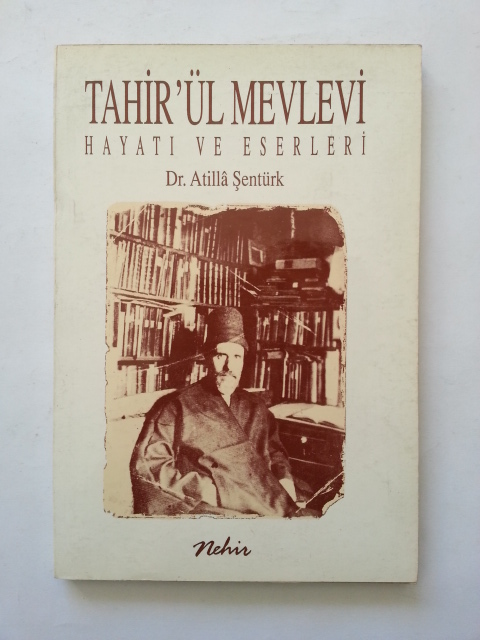 TAHİR'ÜL MEVLEVİ
HAYATI VE ESERLERİ
Dr. Atillâ Şentürk
Nehir